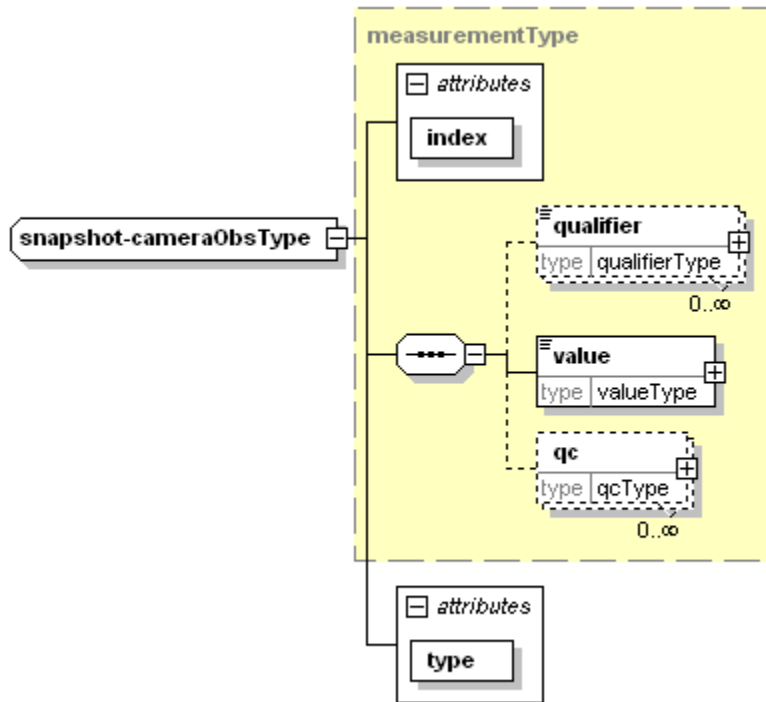 measurementType
attributes
index
snapshot-cameraObsType
qualifier
type qualifierType
0..∞
value
type valueType
qc
type qcType
0..∞
attributes
type